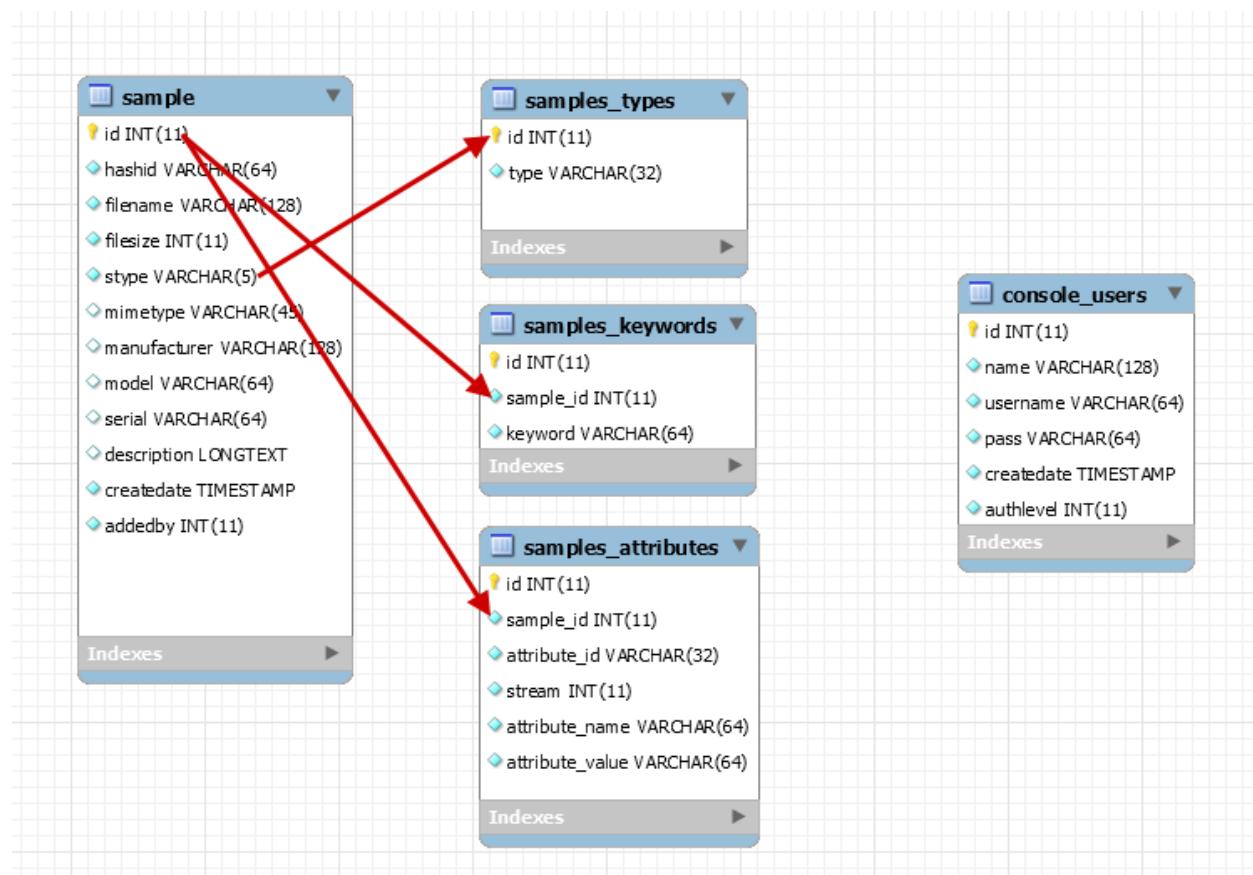 sample
id INT(11)
hashid VARCHAR(64)
filename VARCHAR(128)
filesize INT(11)
stype VARCHAR(5)
mimetype VARCHAR(45)
manufacturer VARCHAR(128)
model VARCHAR(64)
serial VARCHAR(64)
description LONGTEXT
createdate TIMESTAMP
addedby INT(11)
Indexes
samples_types
id INT(11)
type VARCHAR(32)
Indexes
samples_keywords
id INT(11)
sample_id INT(11)
keyword VARCHAR(64)
Indexes
samples_attributes
id INT(11)
sample_id INT(11)
attribute_id VARCHAR(32)
stream INT(11)
attribute_name VARCHAR(64)
attribute_value VARCHAR(64)
Indexes
console_users
id INT(11)
name VARCHAR(128)
username VARCHAR(64)
pass VARCHAR(64)
createdate TIMESTAMP
authlevel INT(11)
Indexes